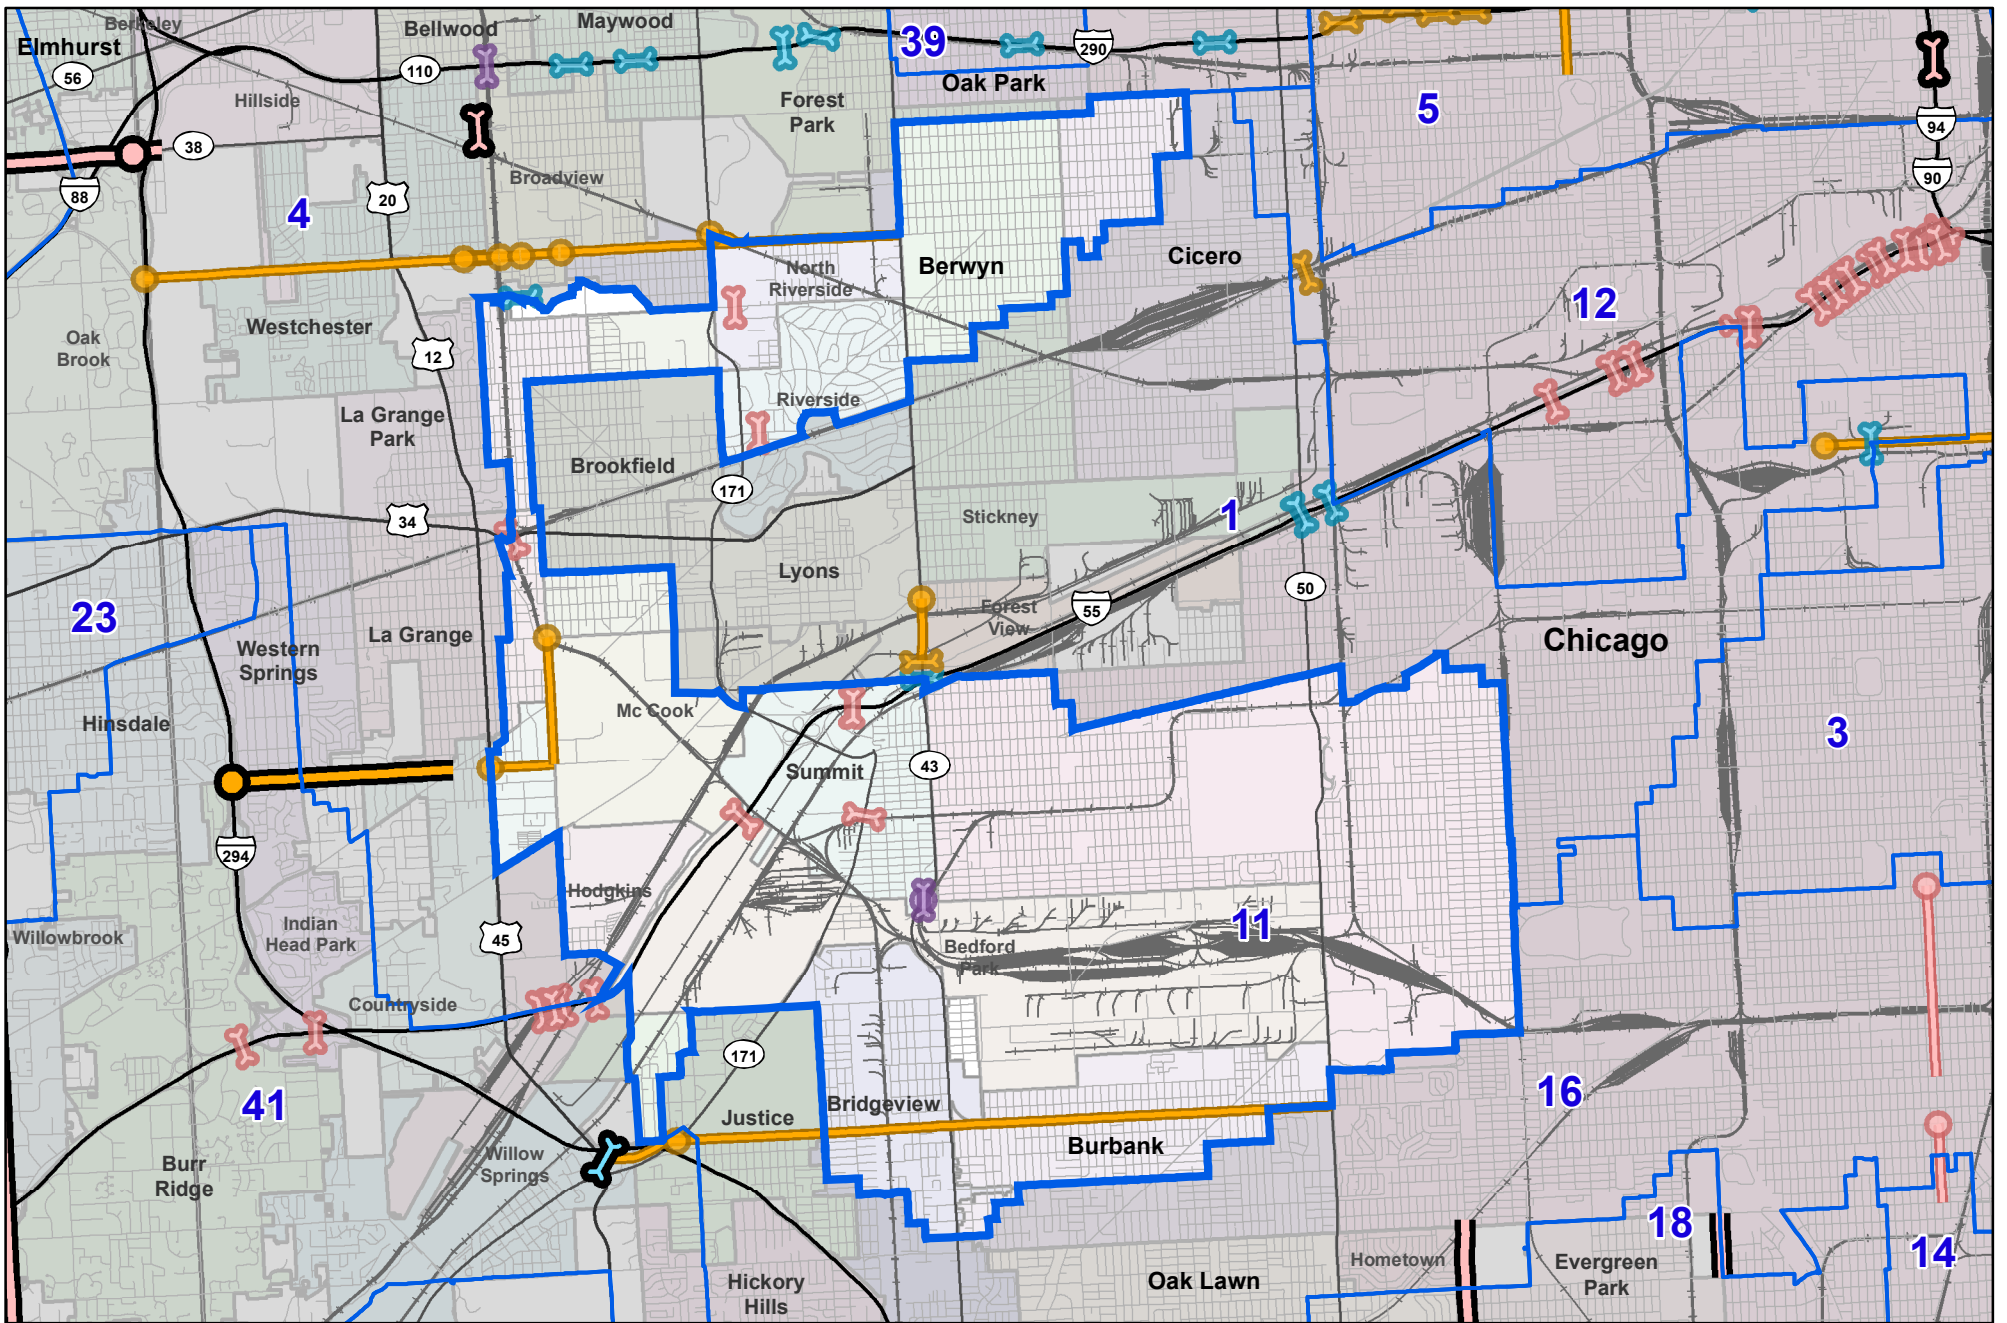 Berkeley
Elmhurst
Bellwood
Maywood
39
290
56
110
Oak Park
Hillside
Forest
Park
5
94
38
Broadview
90
88
20
4
Cicero
Berwyn
North
Riverside
12
Westchester
Oak
Brook
12
La Grange
Park
Riverside
Brookfield
171
34
Stickney
1
Lyons
50
55
Forest
View
23
La Grange
Chicago
Western
Springs
Hinsdale
Mc Cook
3
Summit
43
294
Hodgkins
Willowbrook
Indian
Head Park
45
11
Bedford
Park
Countryside
171
41
Justice
Bridgeview
16
Burbank
Willow
Springs
Burr
Ridge
18
14
Hometown
Evergreen
Park
Oak Lawn
Hickory
Hills